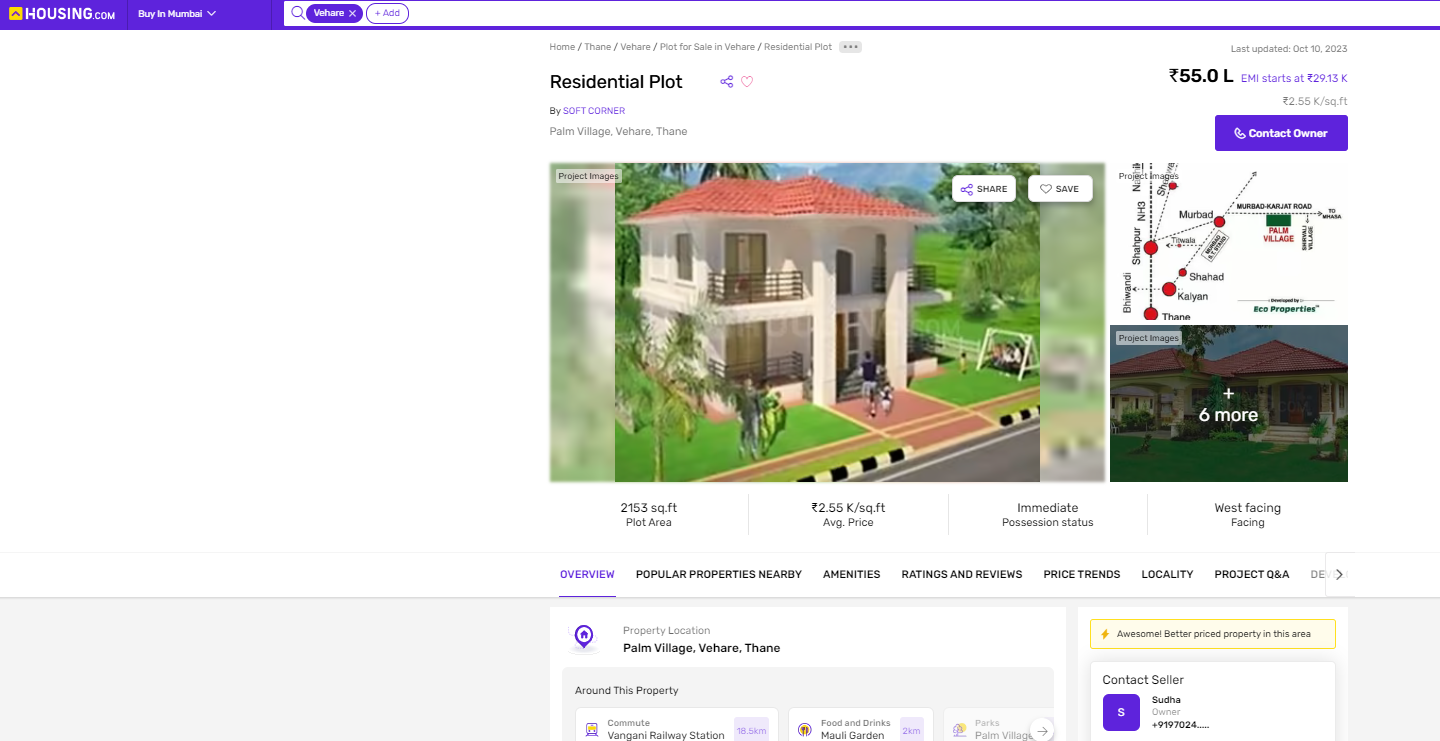 HOUSING.COM
Buy In Mumbai
Vehare
+ Add
Home / Thane / Vehare / Plot for Sale in Vehare / Residential Plot
Last updated: Oct 10, 2023
Residential Plot
₹55.0 L EMI starts at ₹29.13 K
₹2.55 K/sq.ft
By SOFT CORNER
Palm Village, Vehare, Thane
Contact Owner
Project Images
SHARE
SAVE
Project Images
NH3
MURBAD-KARJAT ROAD
TO
MHASA
Murbad
PALM
VILLAGE
SHIRVALI
VILLAGE
Titwala
MURBAD
S.T. STAND
Shahpur
Shahad
Bhiwandi
Kalyan
Developed by
Eco Properties™
Thane
Project Images
+
6 more
2153 sq.ft
Plot Area
₹2.55 K/sq.ft
Avg. Price
Immediate
Possession status
West facing
Facing
OVERVIEW
POPULAR PROPERTIES NEARBY
AMENITIES
RATINGS AND REVIEWS
PRICE TRENDS
LOCALITY
PROJECT Q&A
Property Location
Palm Village, Vehare, Thane
Around This Property
Commute
Vangani Railway Station
18.5km
Food and Drinks
Mauli Garden
2km
Parks
Palm Village
Awesome! Better priced property in this area
Contact Seller
S
Sudha
Owner
+9197024.....